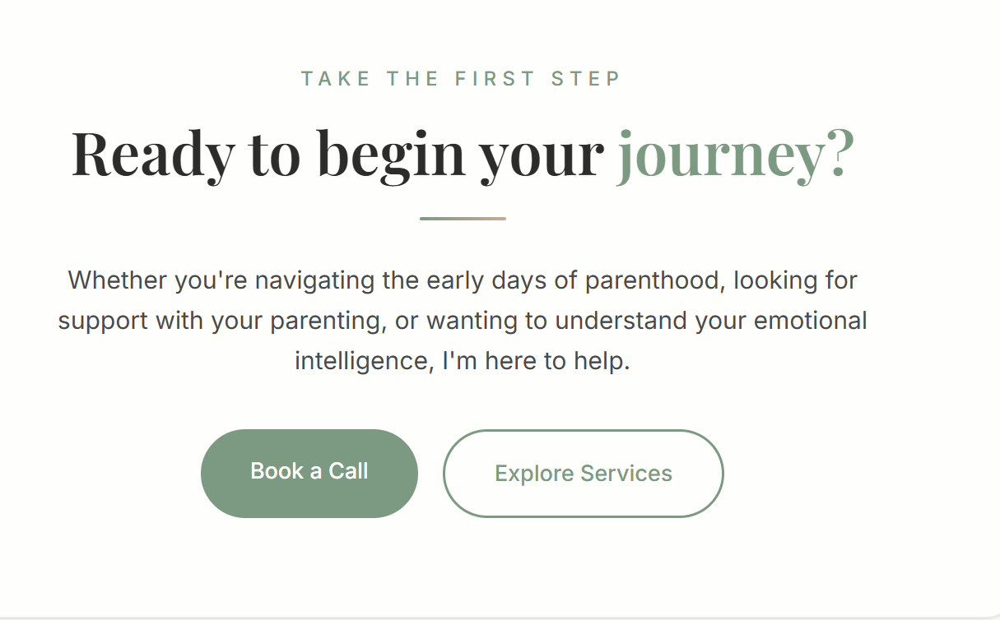 TAKE THE FIRST STEP
Ready to begin your journey?
Whether you're navigating the early days of parenthood, looking for
support with your parenting, or wanting to understand your emotional
intelligence, I'm here to help.
Book a Call
Explore Services